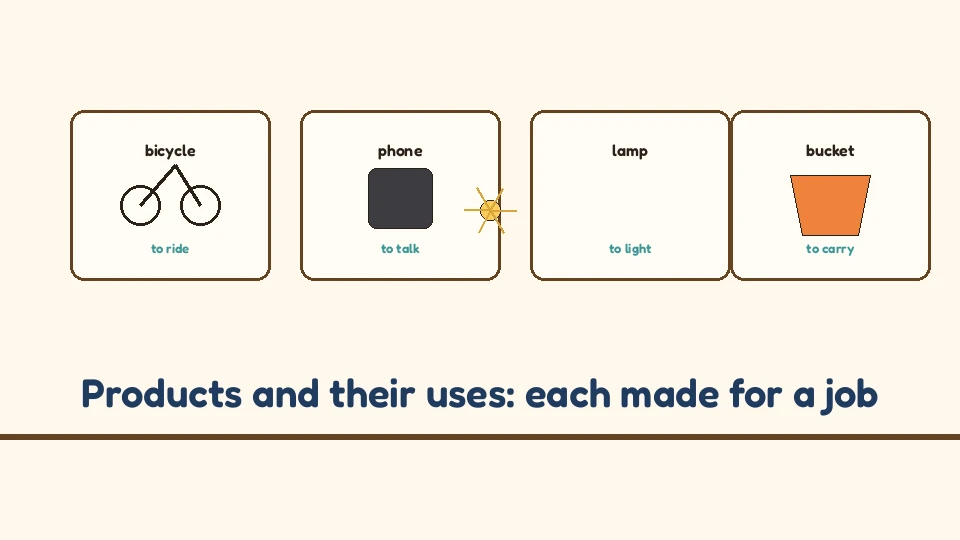 bicycle
phone
lamp
bucket
to ride
to talk
to light
to carry
Products and their uses: each made for a job